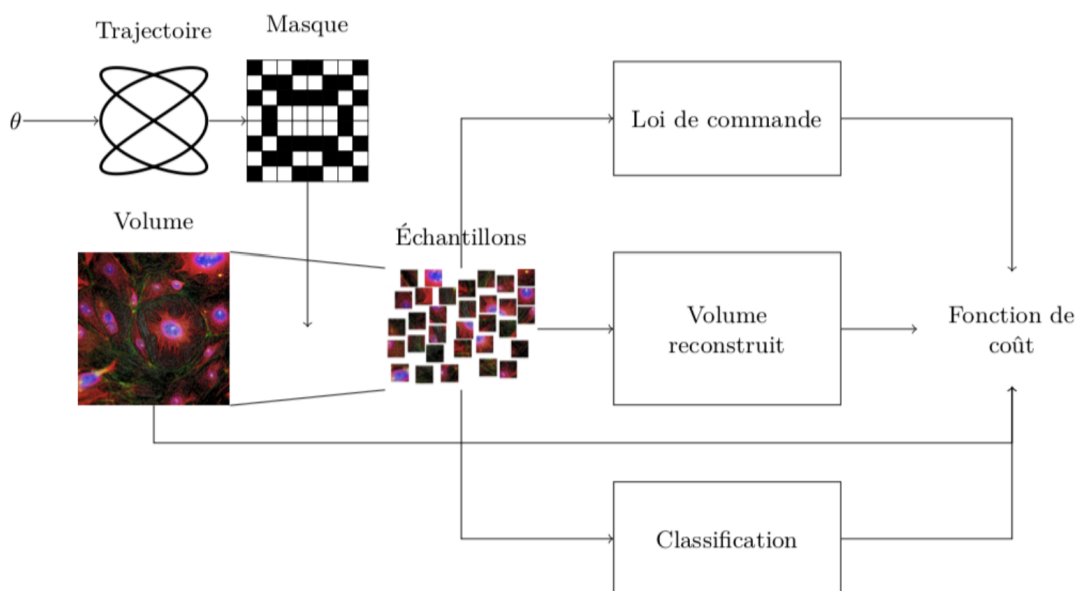 Trajectoire
Masque
θ
Loi de commande
Volume
Échantillons
Volume
reconstruit
Fonction de
coût
Classification